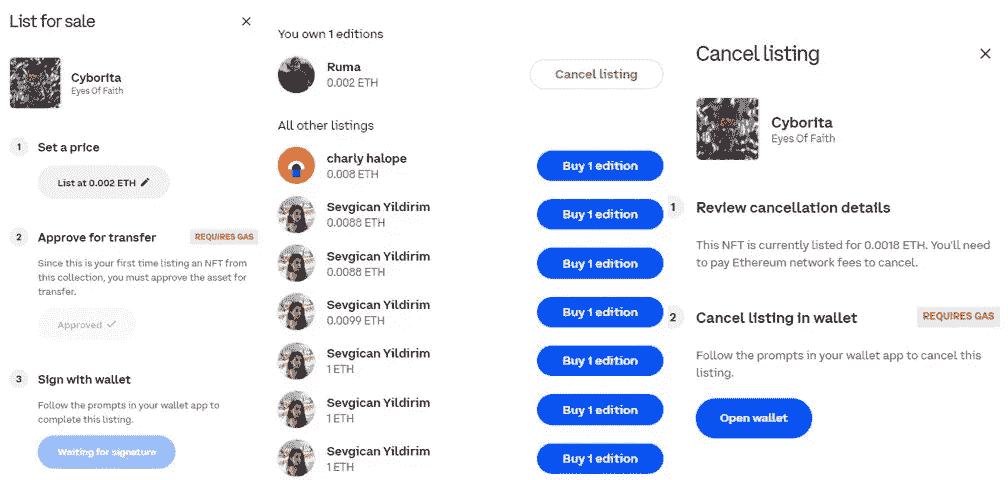 List for sale
Cyborita
Eyes Of Faith
1
Set a price
List at 0.002 ETH
2
Approve for transfer
REQUIRES GAS
Since this is your first time listing an NFT from
this collection, you must approve the asset for
transfer.
Approved
3
Sign with wallet
Follow the prompts in your wallet app to
complete this listing.
Waiting for signature
You own 1 editions
Ruma
0.002 ETH
Cancel listing
All other listings
charly halope
0.008 ETH
Buy 1 edition
Sevgican Yildirim
0.0088 ETH
Buy 1 edition
Sevgican Yildirim
0.0088 ETH
Buy 1 edition
Sevgican Yildirim
0.0099 ETH
Buy 1 edition
Sevgican Yildirim
1 ETH
Buy 1 edition
Sevgican Yildirim
1 ETH
Buy 1 edition
Sevgican Yildirim
1 ETH
Buy 1 edition
Cancel listing
Cyborita
Eyes Of Faith
1
Review cancellation details
This NFT is currently listed for 0.0018 ETH. You'll need
to pay Ethereum network fees to cancel.
2
Cancel listing in wallet
REQUIRES GAS
Follow the prompts in your wallet app to cancel this
listing.
Open wallet